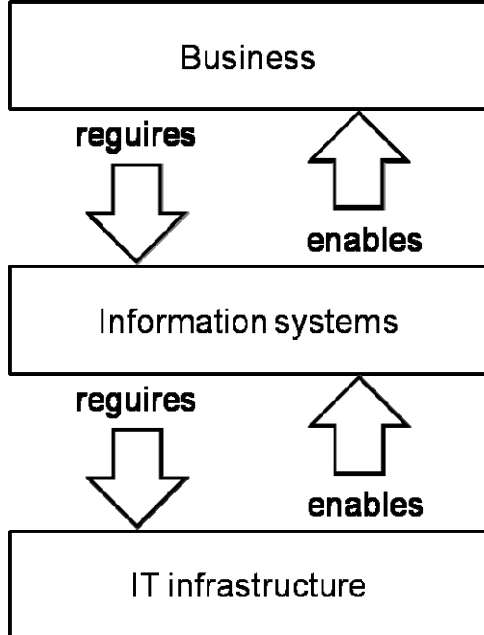 Business
reguires
enables
Information systems
reguires
enables
IT infrastructure